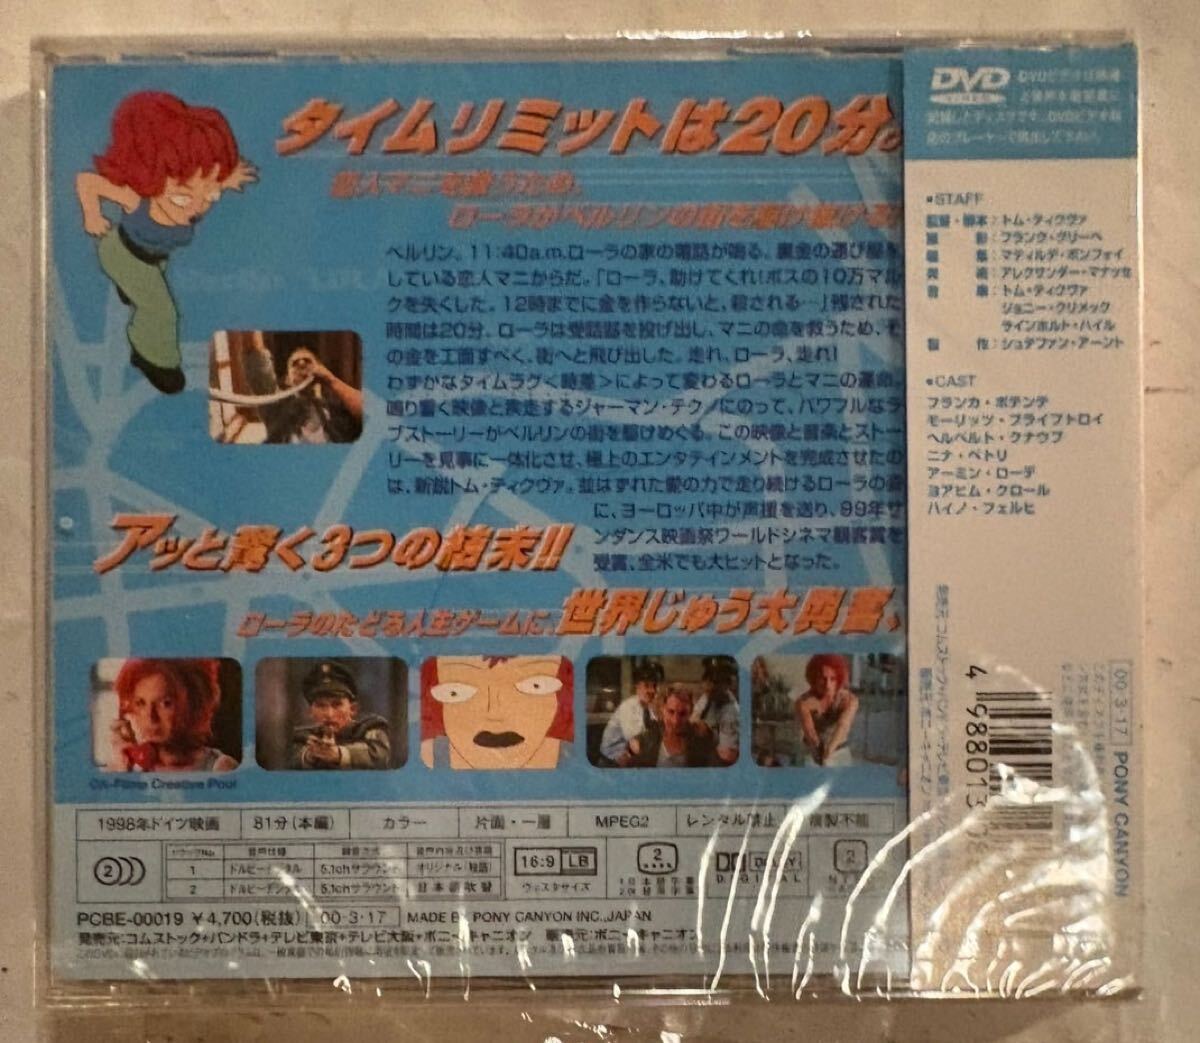 タイムリミットは20分。
恋人マニを救うため、
ローラがベルリンの街を駆け抜ける!
ベルリン。11:40a.m.ローラの家の電話が鳴る。裏金の運び屋を
している恋人マニからだ。「ローラ、助けてくれ!ボスの10万マル
クを失くした。12時までに金を作らないと、殺される…」残された
時間は20分。ローラは受話器を投げ出し、マニの命を救うため、そ
の金を工面すべく、街へと飛び出した。走れ、ローラ、走れ!
わずかなタイムラグ<時差>によって変わるローラとマニの運命。
鳴り響く映像と疾走するジャーマン・テクノにのって、パワフルなラ
ブストーリーがベルリンの街を駆けめぐる。この映像と音楽とストー
リーを見事に一体化させ、極上のエンタテインメントを完成させたの
は、新鋭トム・ティクヴァ。並はずれた愛の力で走り続けるローラの姿
に、ヨーロッパ中が声援を送り、99年サ
ンダンス映画祭ワールドシネマ観客賞を
受賞、全米でも大ヒットとなった。
アッと驚く3つの結末!!
ローラのたどる人生ゲームに、世界じゅう大興奮、
1998年ドイツ映画 81分(本編) カラー 片面・一層 MPEG2 レンタル禁止 複製不能
2
1 ドルビーデジタル 5.1chサラウンド オリジナル(独語)
2 ドルビーデジタル 5.1chサラウンド 日本語吹替
16:9 LB
ヴィスタサイズ
2
DOLBY
DIGITAL
2
PCBE-00019 ¥4,700(税抜) 00・3・17 MADE BY PONY CANYON INC.,JAPAN
発売元:コムストック+パンドラ+テレビ東京+テレビ大阪+ポニーキャニオン 販売元:ポニーキャニオン
DVD
VIDEO
•STAFF
監督・脚本:トム・ティクヴァ
撮影:フランク・グリーベ
編集:マティルデ・ボンフォイ
美術:アレクサンダー・マナッセ
音楽:トム・ティクヴァ
ジョニー・クリメック
ラインホルト・ハイル
製作:シュテファン・アーント
•CAST
フランカ・ポテンテ
モーリッツ・ブライプトロイ
ヘルベルト・クナウプ
ニナ・ペトリ
アーミン・ローデ
ヨアヒム・クロール
ハイノ・フェルヒ
00・3・17 PONY CANYON
4 988013